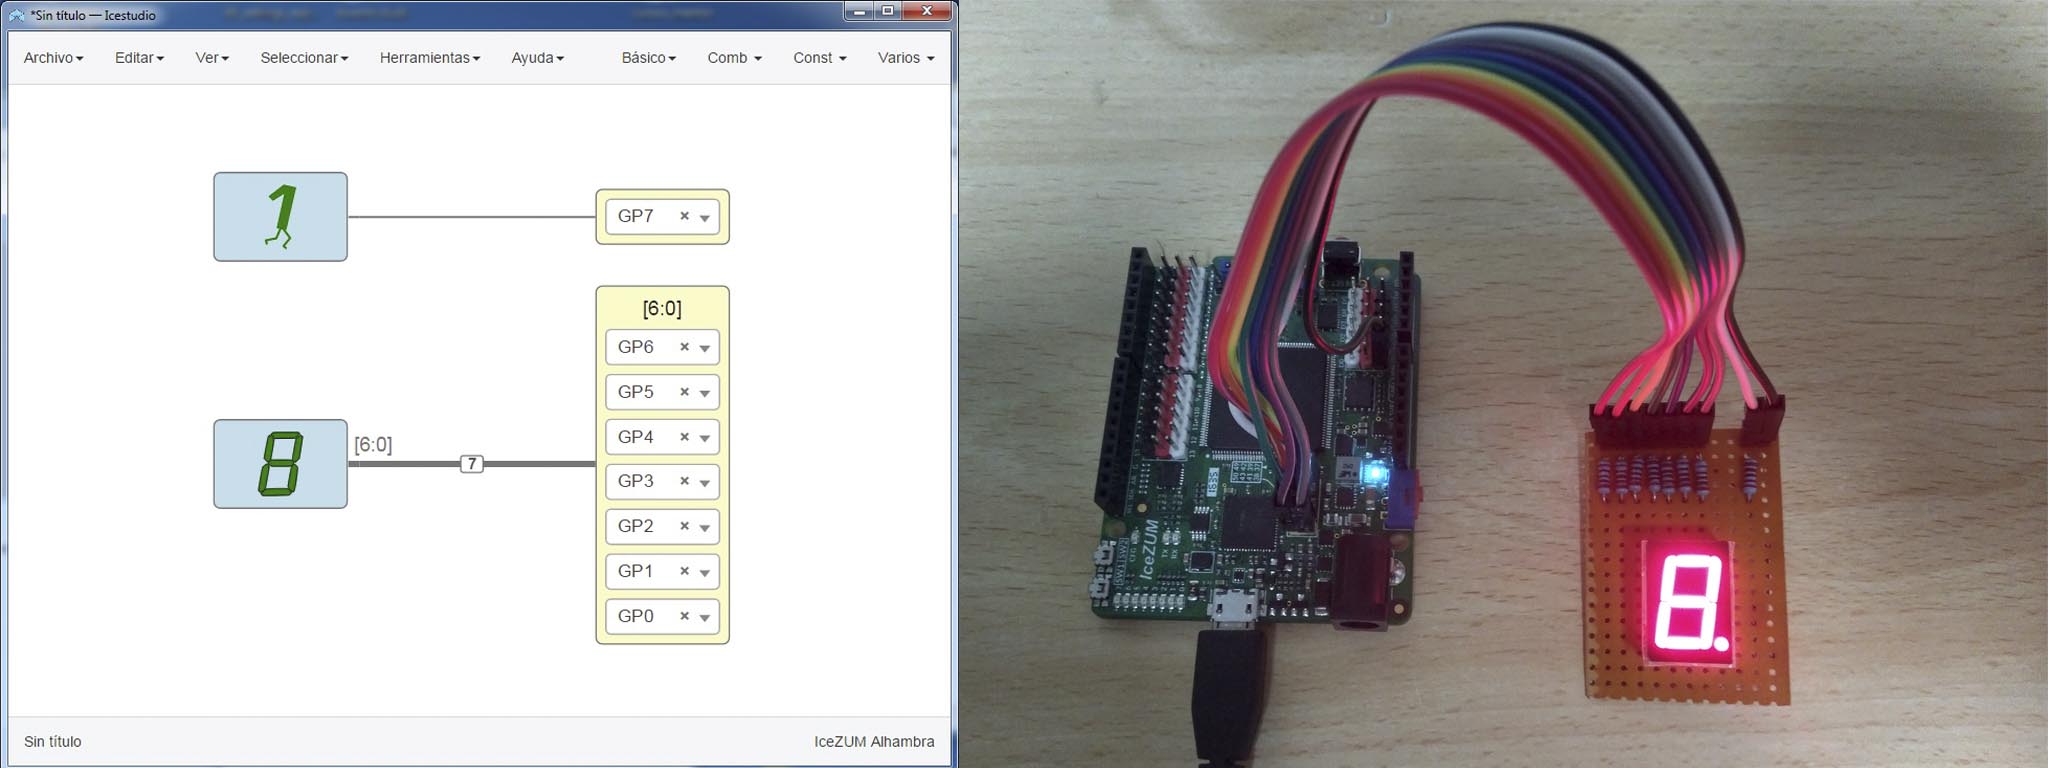 *Sin título — Icestudio
Archivo Editar Ver Seleccionar Herramientas Ayuda Básico Comb Const Varios
1
GP7
[6:0]
GP6
GP5
GP4
GP3
GP2
GP1
GP0
8
[6:0]
7
Sin título
IceZUM Alhambra
IceZUM
8.